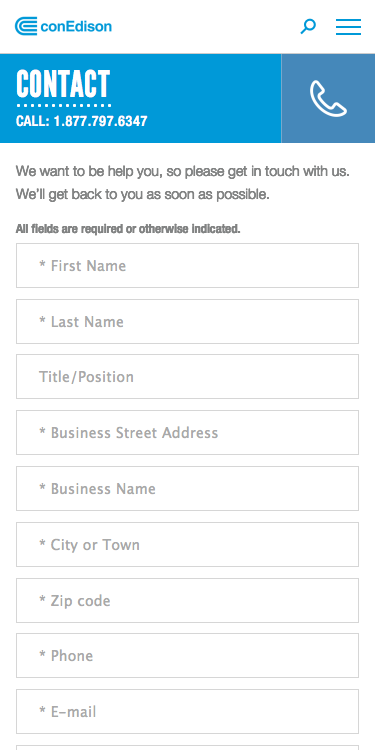 conEdison
CONTACT
CALL: 1.877.797.6347
We want to be help you, so please get in touch with us.
We'll get back to you as soon as possible.
All fields are required or otherwise indicated.
* First Name
* Last Name
Title/Position
* Business Street Address
* Business Name
* City or Town
* Zip code
* Phone
* E-mail